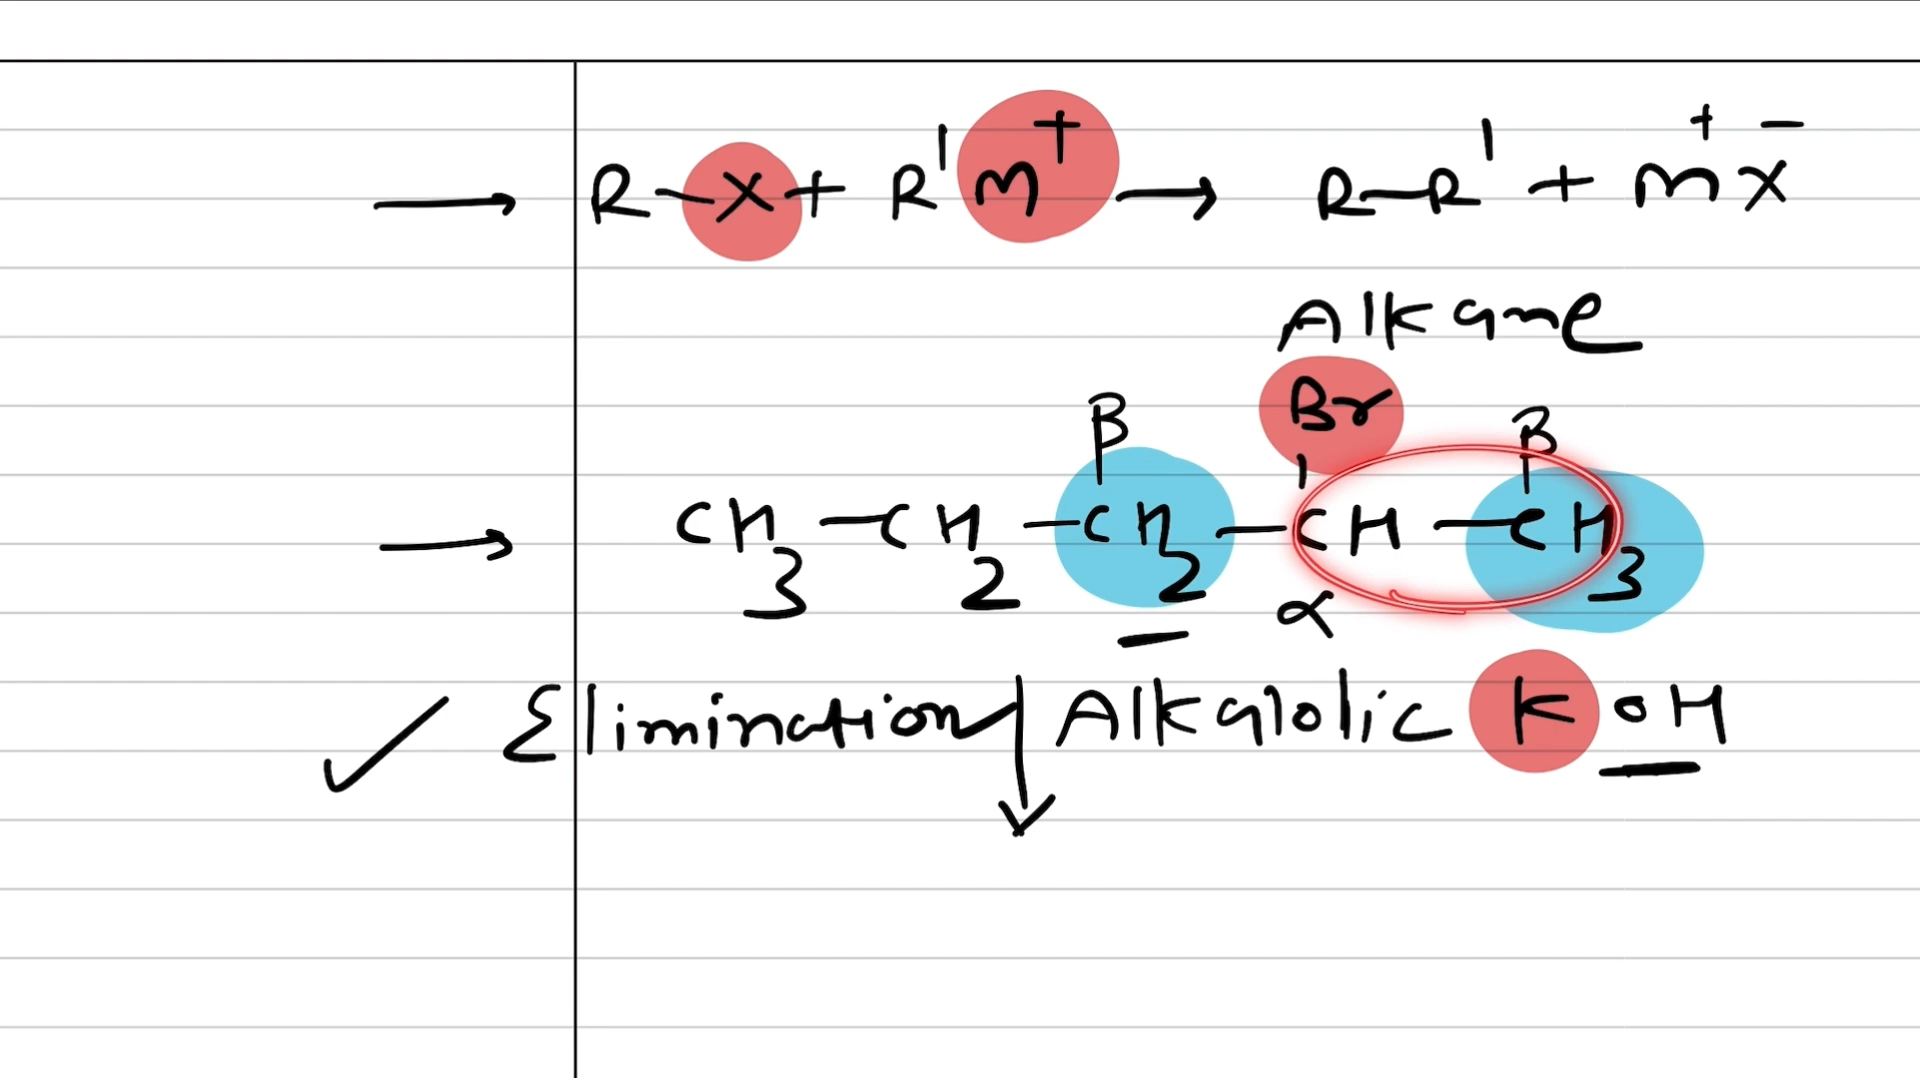 → R-X + R' M⁺ → R-R' + M⁺X⁻
Alkane
Br
β β
→ CH₃-CH₂-CH₂-CH-CH₃
α
✓ Elimination ↓ Alkalolic KOH